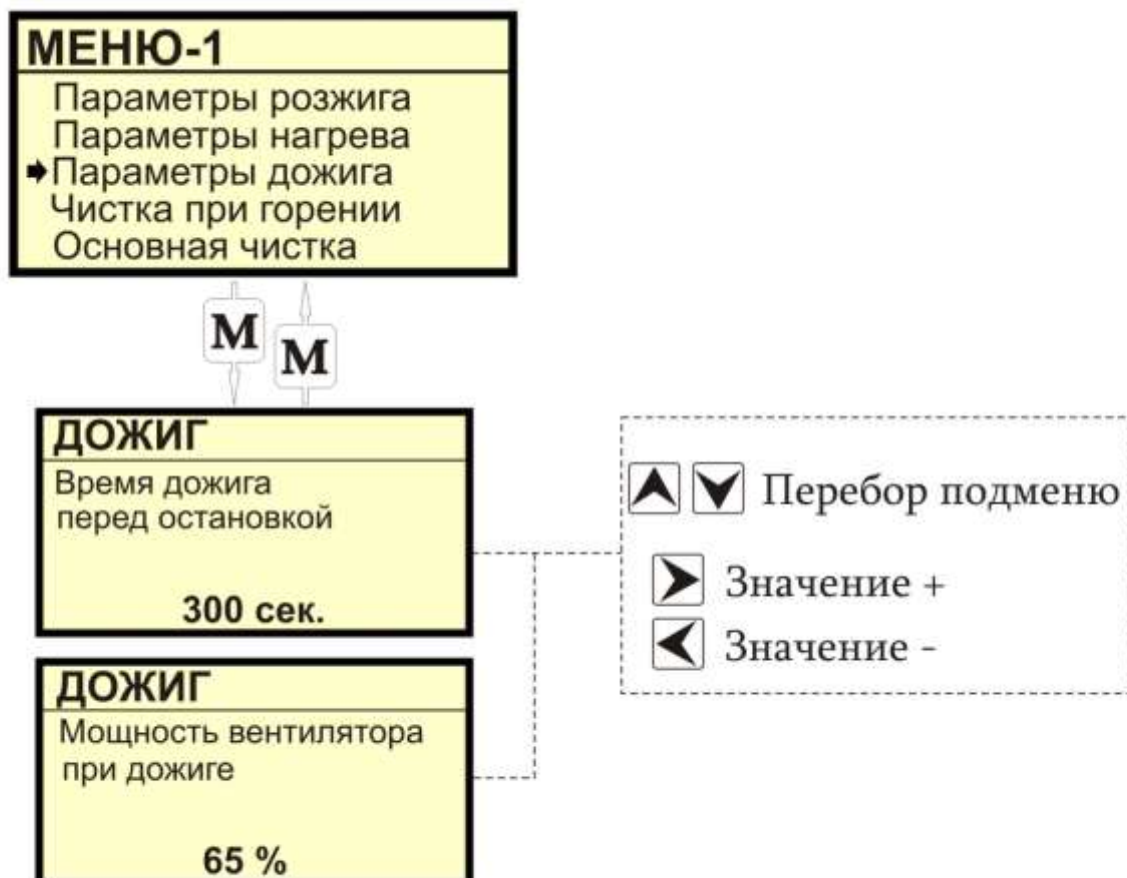 МЕНЮ-1
Параметры розжига
Параметры нагрева
Параметры дожига
Чистка при горении
Основная чистка
М
М
ДОЖИГ
Время дожига
перед остановкой
300 сек.
Перебор подменю
Значение +
Значение -
ДОЖИГ
Мощность вентилятора
при дожиге
65 %